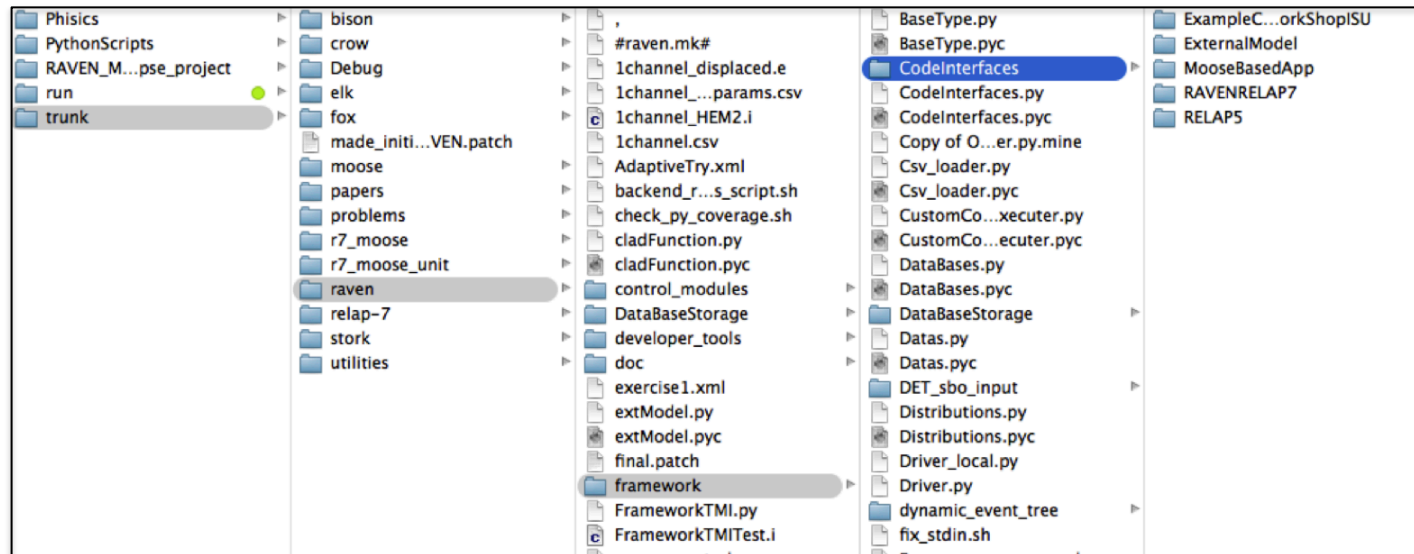 Phisics
PythonScripts
RAVEN_M...pse_project
run
trunk
bison
crow
Debug
elk
fox
made_initi...VEN.patch
moose
papers
problems
r7_moose
r7_moose_unit
raven
relap-7
stork
utilities
,
#raven.mk#
1channel_displaced.e
1channel_...params.csv
1channel_HEM2.i
1channel.csv
AdaptiveTry.xml
backend_r...s_script.sh
check_py_coverage.sh
cladFunction.py
cladFunction.pyc
control_modules
DataBaseStorage
developer_tools
doc
exercise1.xml
extModel.py
extModel.pyc
final.patch
framework
FrameworkTMI.py
FrameworkTMITest.i
BaseType.py
BaseType.pyc
CodeInterfaces
CodeInterfaces.py
CodeInterfaces.pyc
Copy of O...er.py.mine
Csv_loader.py
Csv_loader.pyc
CustomCo...xecuter.py
CustomCo...ecuter.pyc
DataBases.py
DataBases.pyc
DataBaseStorage
Datas.py
Datas.pyc
DET_sbo_input
Distributions.py
Distributions.pyc
Driver_local.py
Driver.py
dynamic_event_tree
fix_stdin.sh
ExampleC...orkShopISU
ExternalModel
MooseBasedApp
RAVENRELAP7
RELAP5